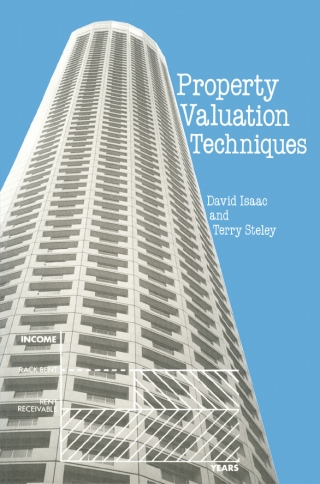 Property
Valuation
Techniques
David Isaac
and
Terry Steley
INCOME
RACK RENT
RENT
RECEIVABLE
YEARS